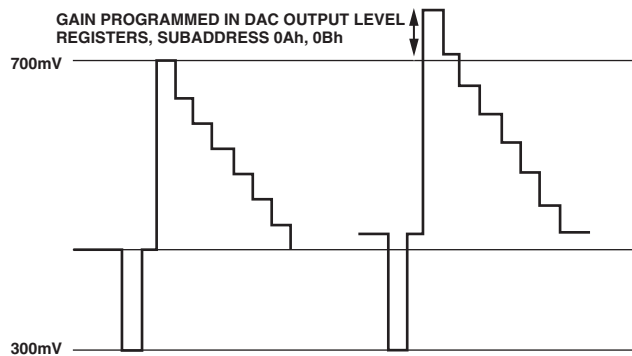 GAIN PROGRAMMED IN DAC OUTPUT LEVEL
REGISTERS, SUBADDRESS 0Ah, 0Bh
700mV
300mV